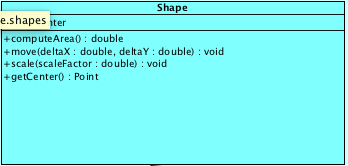 Shape
e.shapes
nter
+computeArea() : double
+move(deltaX : double, deltaY : double) : void
+scale(scaleFactor : double) : void
+getCenter() : Point